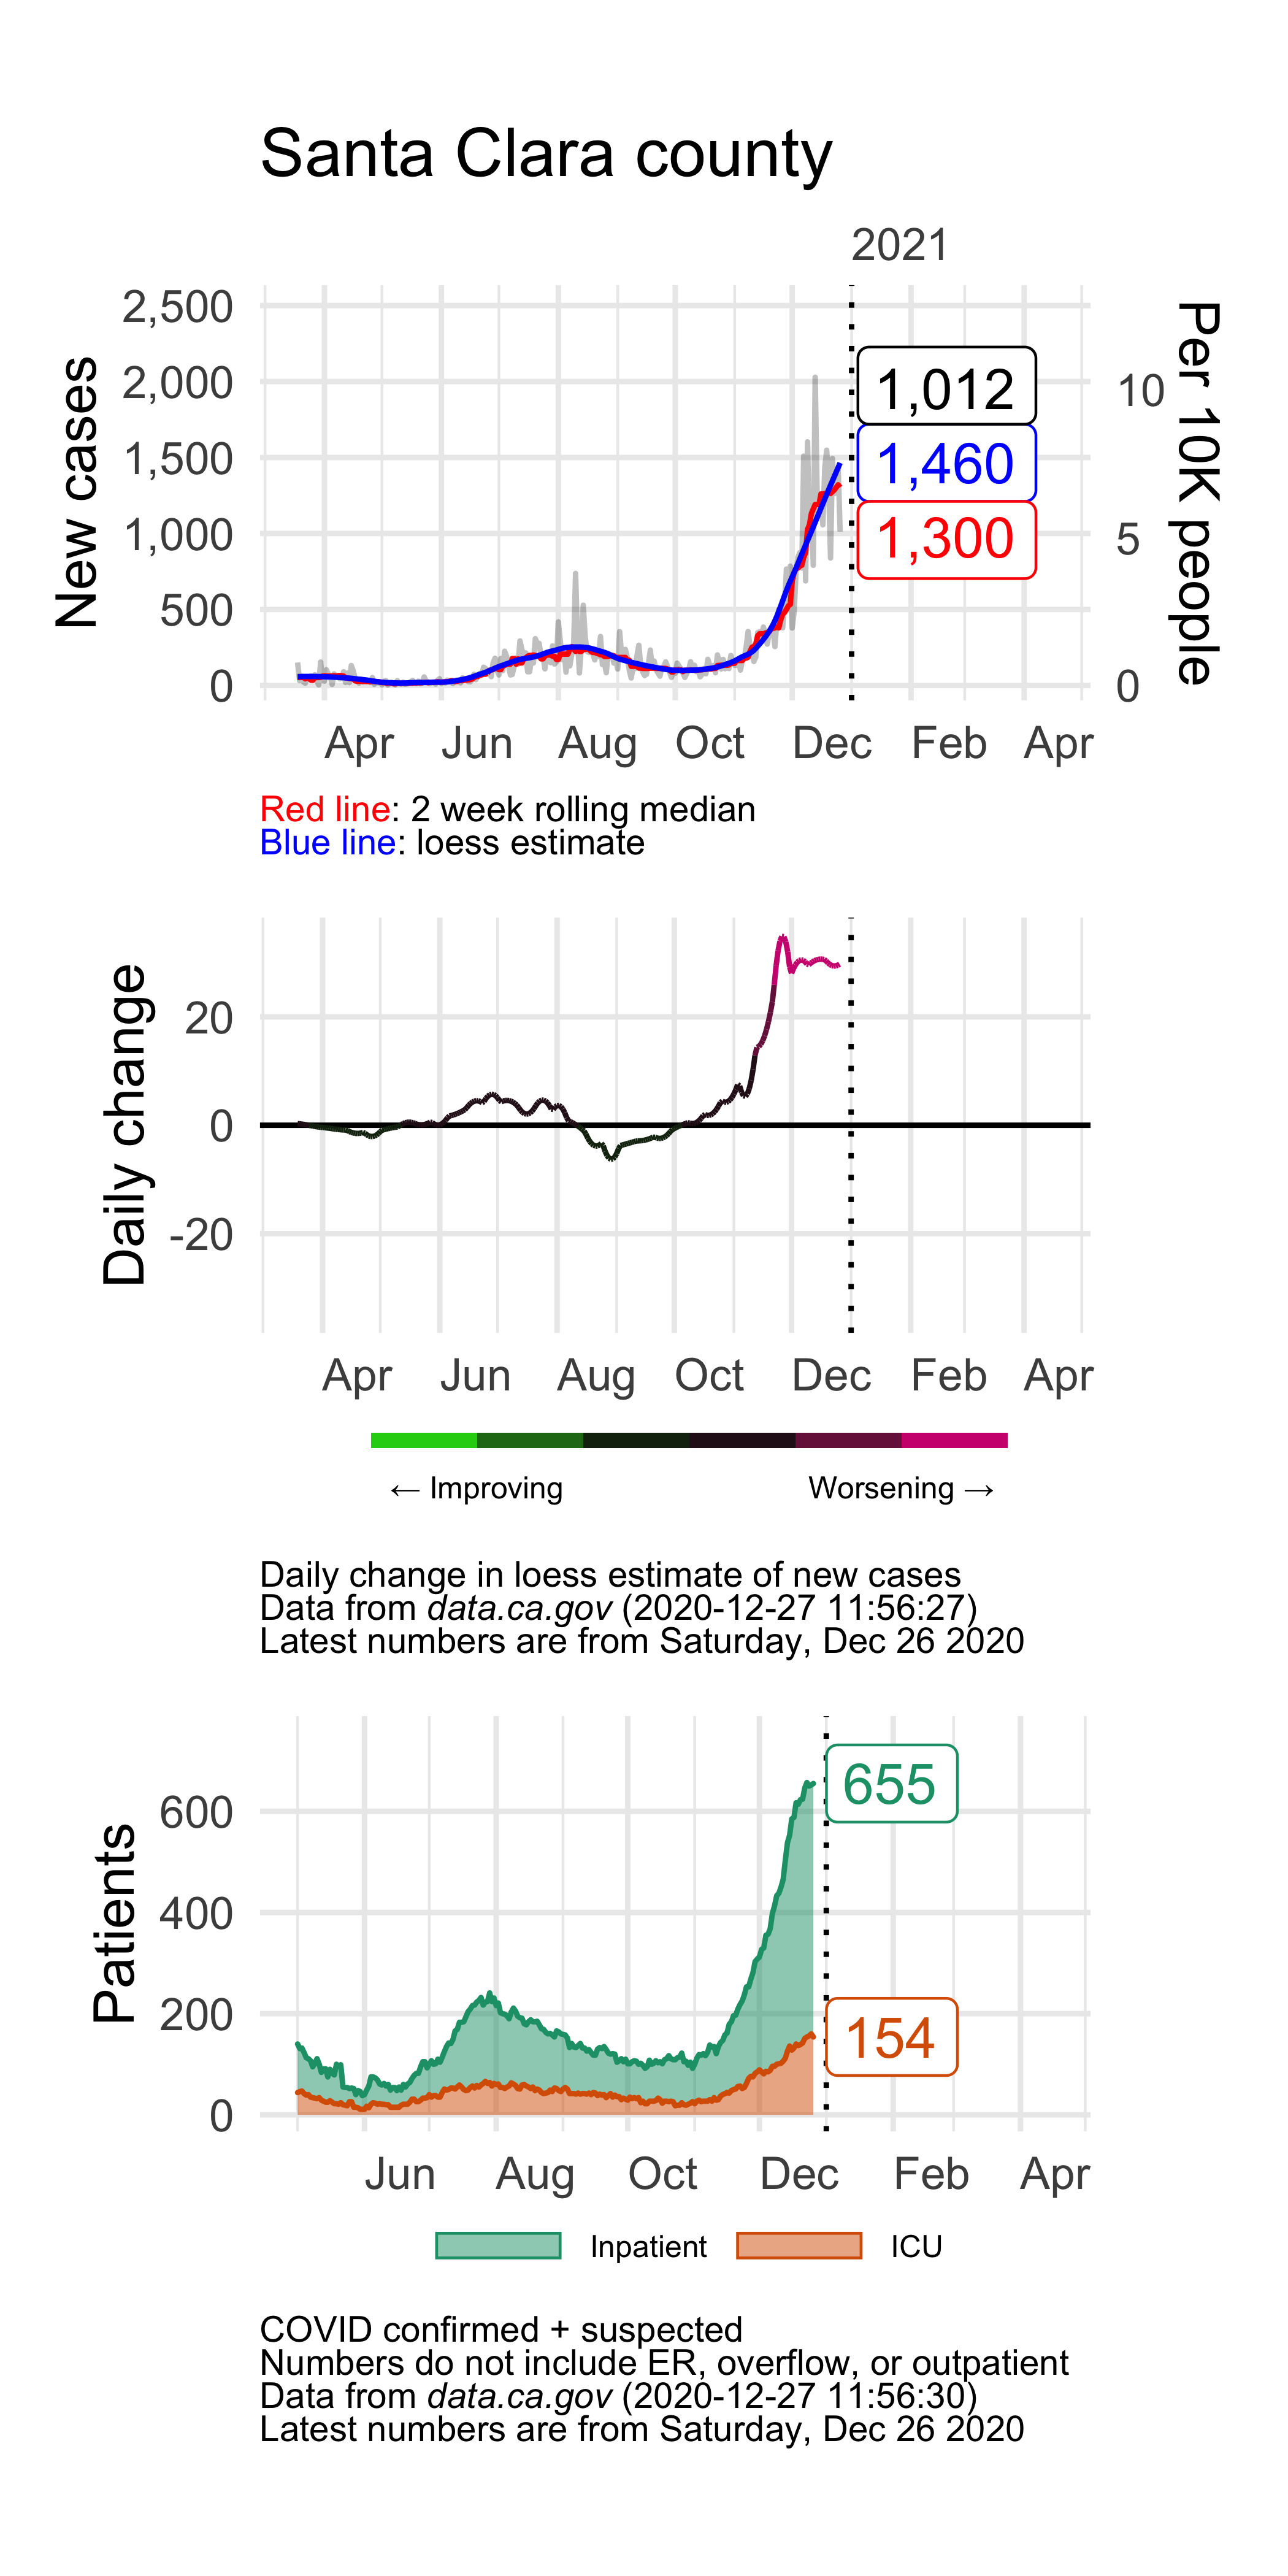 Santa Clara county
2021
New cases
2,500
2,000
1,500
1,000
500
0
1,012
1,460
1,300
10
5
0
Per 10K people
Apr Jun Aug Oct Dec Feb Apr
Red line: 2 week rolling median
Blue line: loess estimate
Daily change
20
0
-20
Apr Jun Aug Oct Dec Feb Apr
← Improving Worsening →
Daily change in loess estimate of new cases
Data from data.ca.gov (2020-12-27 11:56:27)
Latest numbers are from Saturday, Dec 26 2020
Patients
600
400
200
0
655
154
Jun Aug Oct Dec Feb Apr
Inpatient ICU
COVID confirmed + suspected
Numbers do not include ER, overflow, or outpatient
Data from data.ca.gov (2020-12-27 11:56:30)
Latest numbers are from Saturday, Dec 26 2020